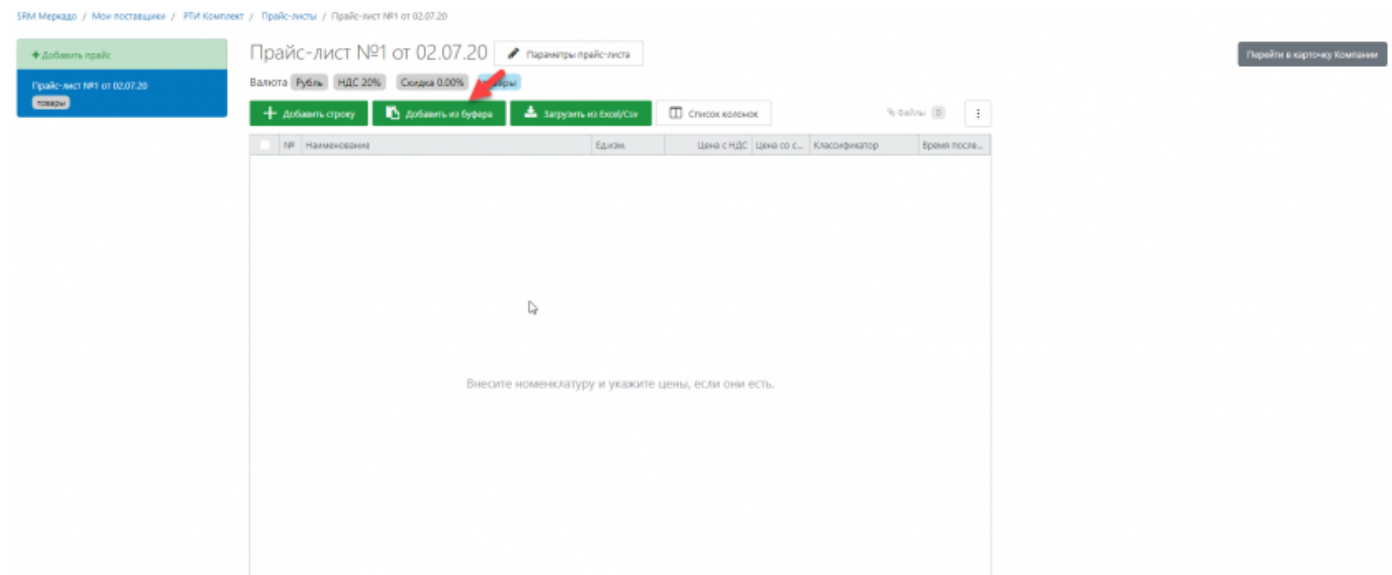 SRM Меркадо / Мои поставщики / РТИ Комплект / Прайс-листы / Прайс-лист №1 от 02.07.20
Добавить прайс
Прайс-лист №1 от 02.07.20
товары
Прайс-лист №1 от 02.07.20 Параметры прайс-листа
Перейти в карточку Компании
Валюта Рубль НДС 20% Скидка 0.00%
Добавить строку Добавить из буфера Загрузить из Excel/Csv Список колонок Файлы 0
№ Наименование Ед.изм. Цена с НДС Цена со с... Классификатор Время после...
Внесите номенклатуру и укажите цены, если они есть.